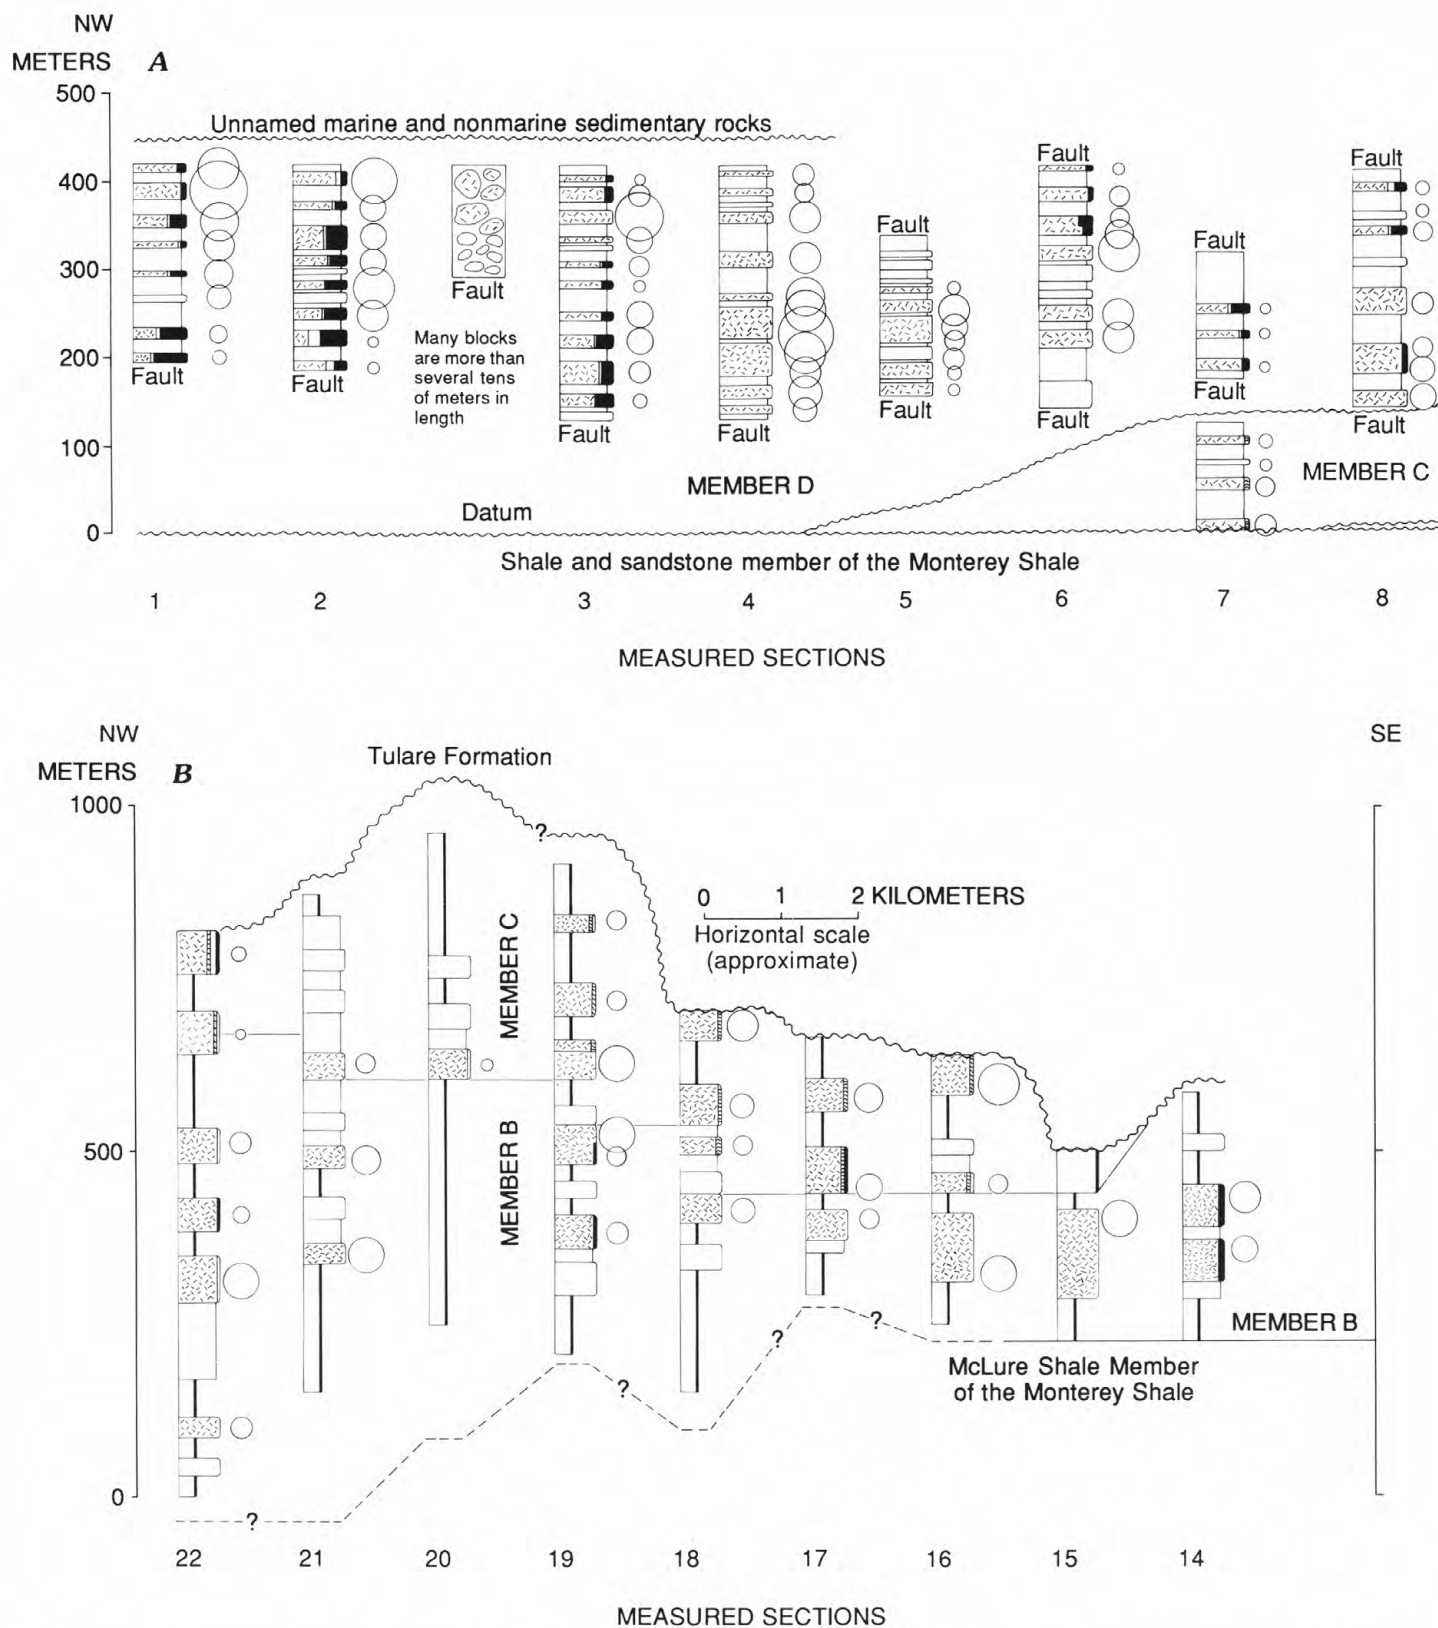 NW
METERS A
500
Unnamed marine and nonmarine sedimentary rocks
400
300
200
100
0
Fault
Fault
Fault
Many blocks
are more than
several tens
of meters in
length
Fault
Fault
Fault
Fault
Fault
Fault
Fault
Fault
Fault
Fault
MEMBER D
MEMBER C
Datum
Shale and sandstone member of the Monterey Shale
1 2 3 4 5 6 7 8
MEASURED SECTIONS
NW
SE
METERS B
Tulare Formation
1000
500
0
?
MEMBER C
MEMBER B
0 1 2 KILOMETERS
Horizontal scale
(approximate)
?
?
?
?
MEMBER B
McLure Shale Member
of the Monterey Shale
22 21 20 19 18 17 16 15 14
MEASURED SECTIONS